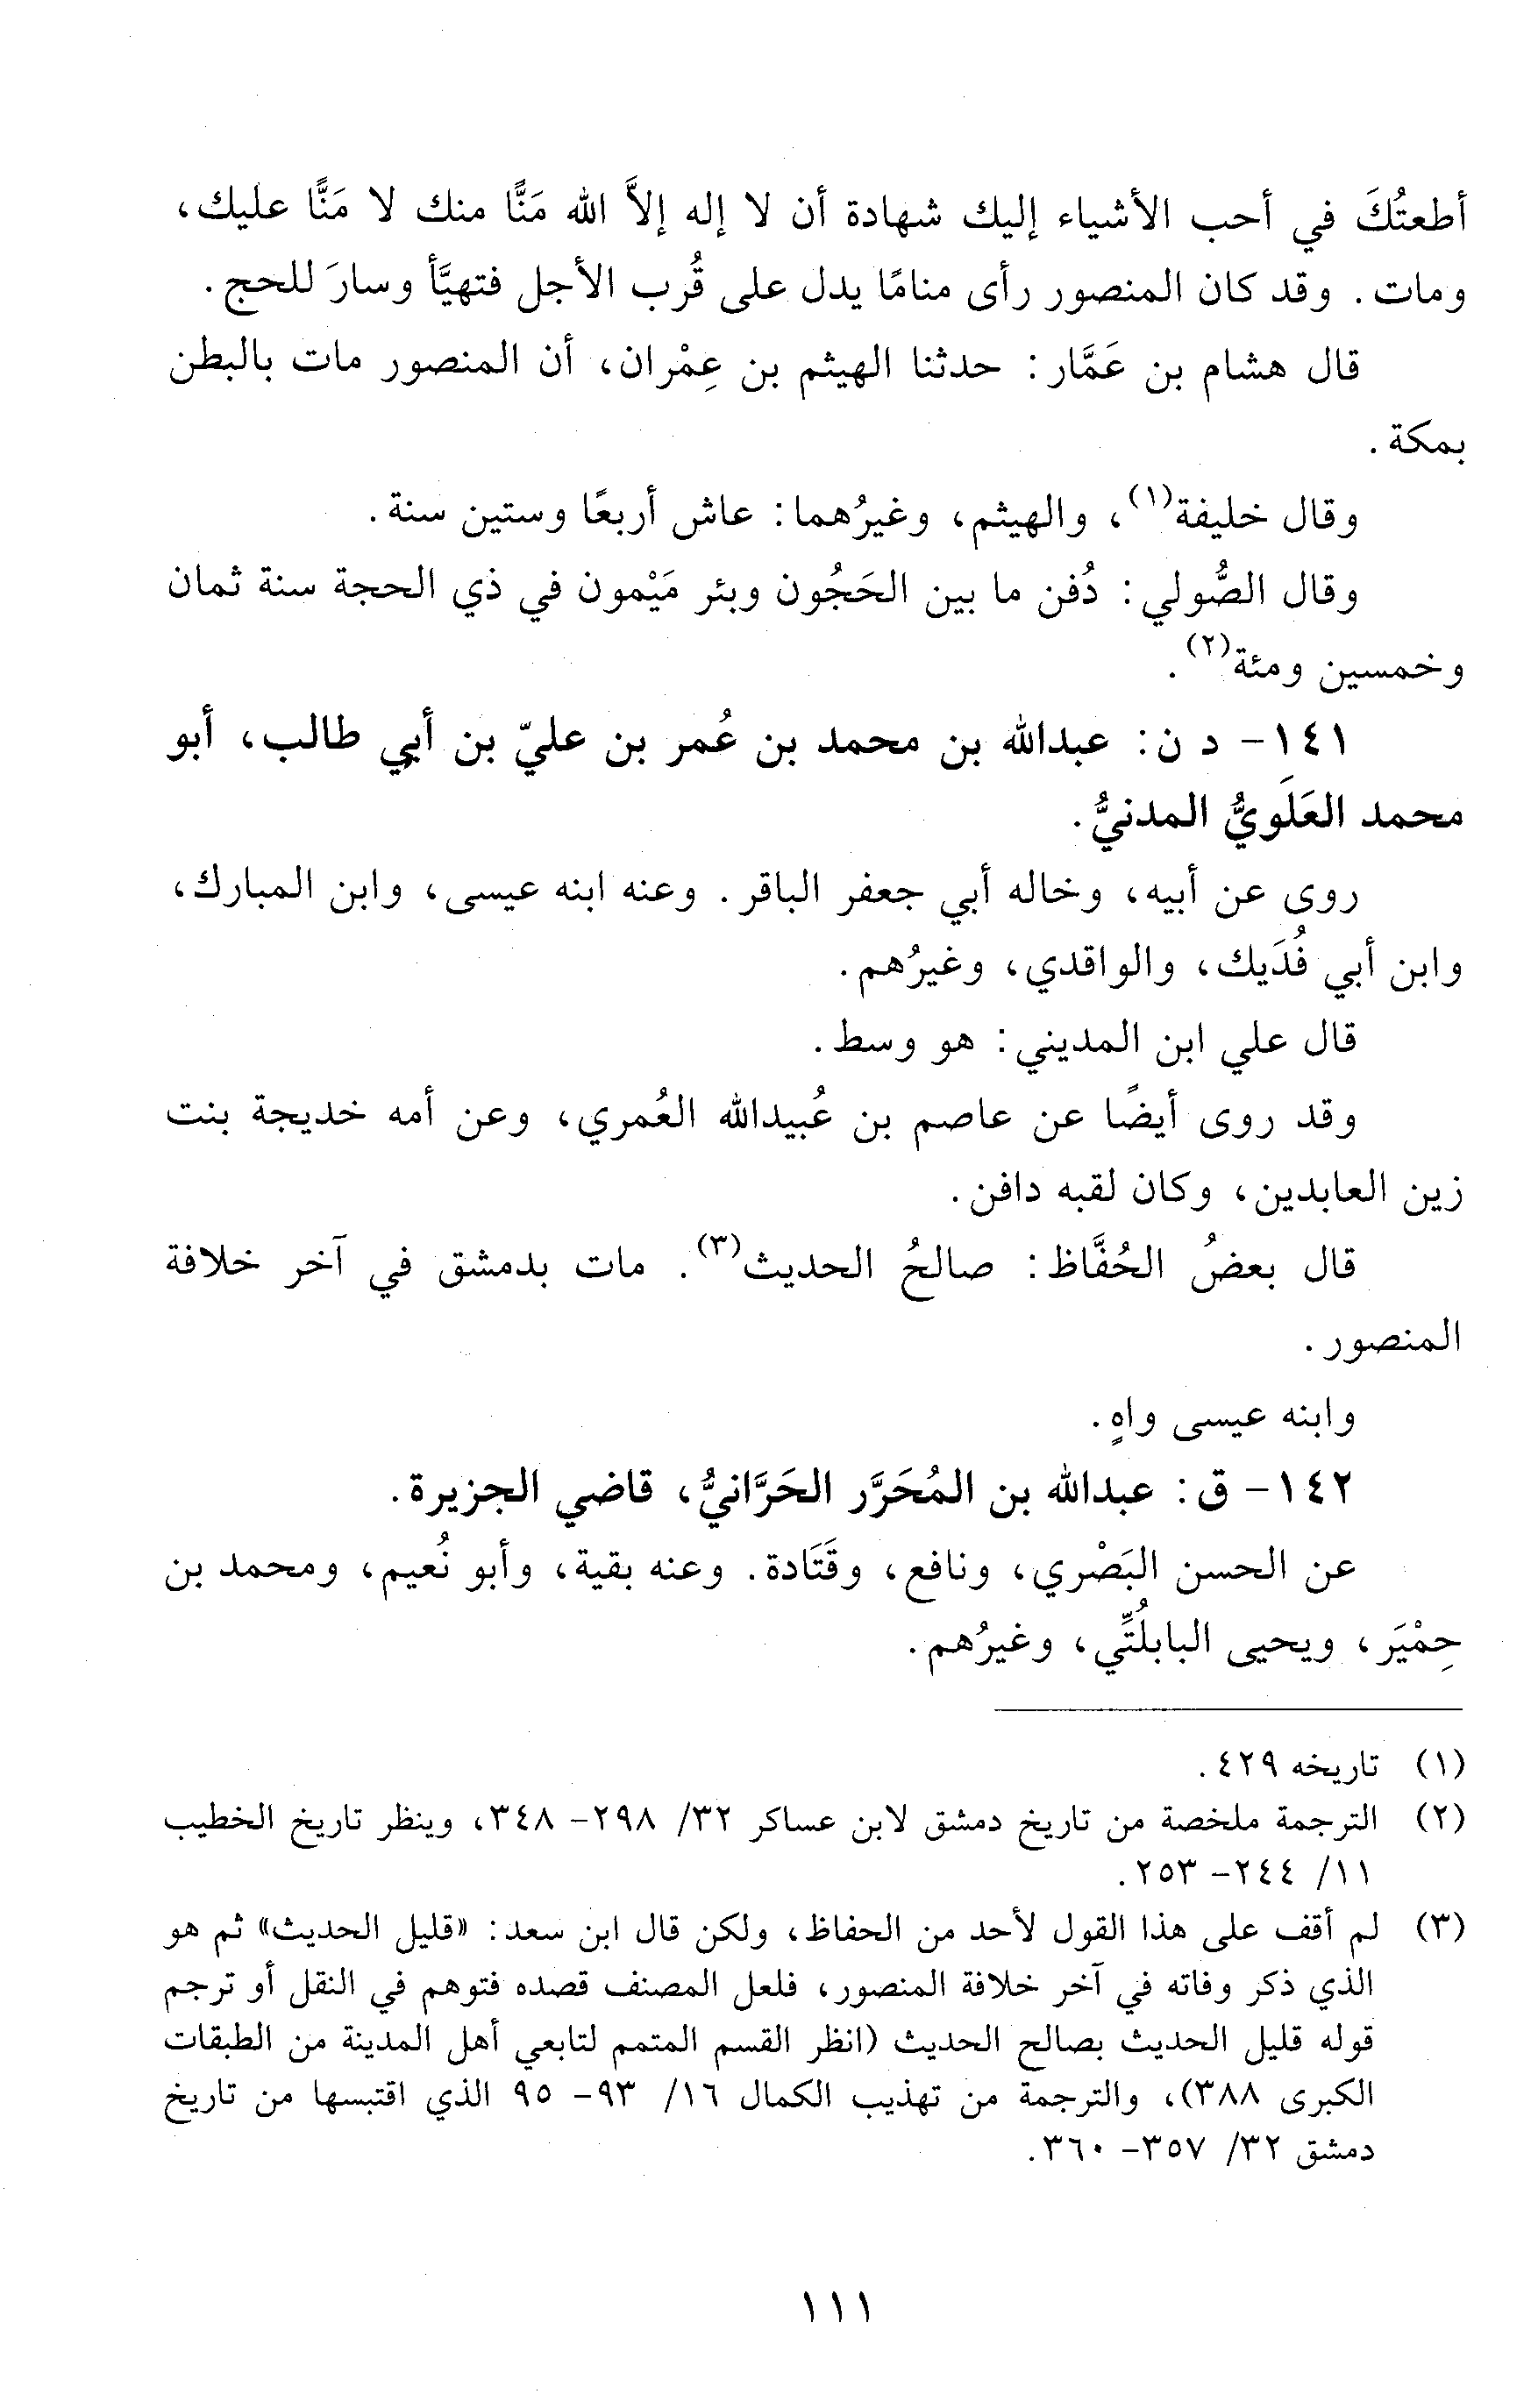 أطعتُكَ في أحب الأشياء إليك شهادة أن لا إله إلاَّ الله مَنًّا منك لا مَنًّا عليك،
ومات. وقد كان المنصور رأى منامًا يدل على قُرب الأجل فتهيَّأ وسارَ للحج.
قال هشام بن عَمَّار: حدثنا الهيثم بن عِمْران، أن المنصور مات بالبطن
بمكة.
وقال خليفة(١)، والهيثم، وغيرُهما: عاش أربعًا وستين سنة.
وقال الصُّولي: دُفن ما بين الحَجُون وبئر مَيْمون في ذي الحجة سنة ثمان
وخمسين ومئة(٢).
١٤١- د ن: عبدالله بن محمد بن عُمر بن عليّ بن أبي طالب، أبو
محمد العَلَويُّ المدنيُّ.
روى عن أبيه، وخاله أبي جعفر الباقر. وعنه ابنه عيسى، وابن المبارك،
وابن أبي فُدَيك، والواقدي، وغيرُهم.
قال علي ابن المديني: هو وسط.
وقد روى أيضًا عن عاصم بن عُبيدالله العُمري، وعن أمه خديجة بنت
زين العابدين، وكان لقبه دافن.
قال بعضُ الحُفَّاظ: صالحُ الحديث(٣). مات بدمشق في آخر خلافة
المنصور.
وابنه عيسى واهٍ.
١٤٢- ق: عبدالله بن المُحَرَّر الحَرَّانيُّ، قاضي الجزيرة.
عن الحسن البَصْري، ونافع، وقَتَادة. وعنه بقية، وأبو نُعيم، ومحمد بن
حِمْيَر، ويحيى البابلُتِّي، وغيرُهم.
(١) تاريخه ٤٢٩.
(٢) الترجمة ملخصة من تاريخ دمشق لابن عساكر ٣٢/ ٢٩٨- ٣٤٨، وينظر تاريخ الخطيب
١١/ ٢٤٤- ٢٥٣.
(٣) لم أقف على هذا القول لأحد من الحفاظ، ولكن قال ابن سعد: «قليل الحديث» ثم هو
الذي ذكر وفاته في آخر خلافة المنصور، فلعل المصنف قصده فتوهم في النقل أو ترجم
قوله قليل الحديث بصالح الحديث (انظر القسم المتمم لتابعي أهل المدينة من الطبقات
الكبرى ٣٨٨)، والترجمة من تهذيب الكمال ١٦/ ٩٣- ٩٥ الذي اقتبسها من تاريخ
دمشق ٣٢/ ٣٥٧- ٣٦٠.
١١١